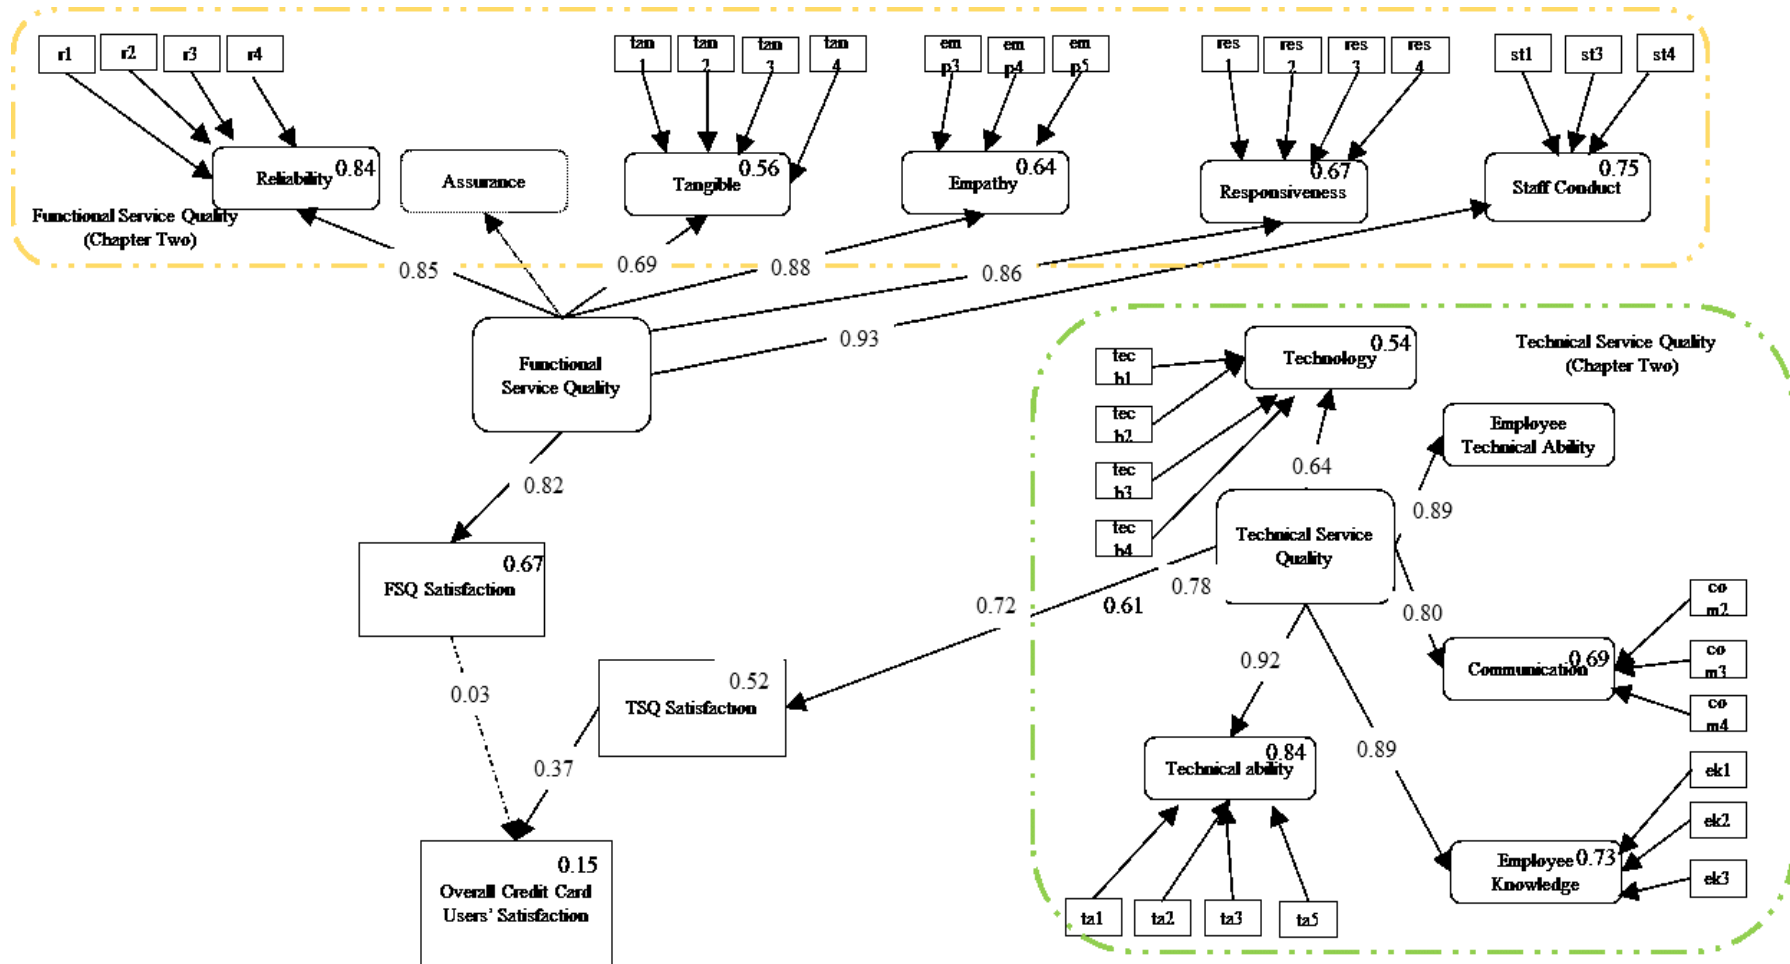 r1
r2
r3
r4
tan
1
tan
2
tan
3
tan
4
em
p3
em
p4
em
p5
res
1
res
2
res
3
res
4
st1
st3
st4
Reliability
0.84
Assurance
Tangible
0.56
Empathy
0.64
Responsiveness
0.67
Staff Conduct
0.75
Functional Service Quality
(Chapter Two)
0.85
0.69
0.88
0.86
0.93
Functional
Service Quality
0.82
FSQ Satisfaction
0.67
0.03
TSQ Satisfaction
0.52
0.37
0.15
Overall Credit Card
Users' Satisfaction
0.72
0.61
0.78
Technical Service Quality
(Chapter Two)
Technology
0.54
tec
h1
tec
h2
tec
h3
tec
h4
0.64
Employee
Technical Ability
0.89
Technical Service
Quality
0.80
Communication
0.69
co
m2
co
m3
co
m4
0.92
0.89
Technical ability
0.84
ta1
ta2
ta3
ta5
Employee
Knowledge
0.73
ek1
ek2
ek3